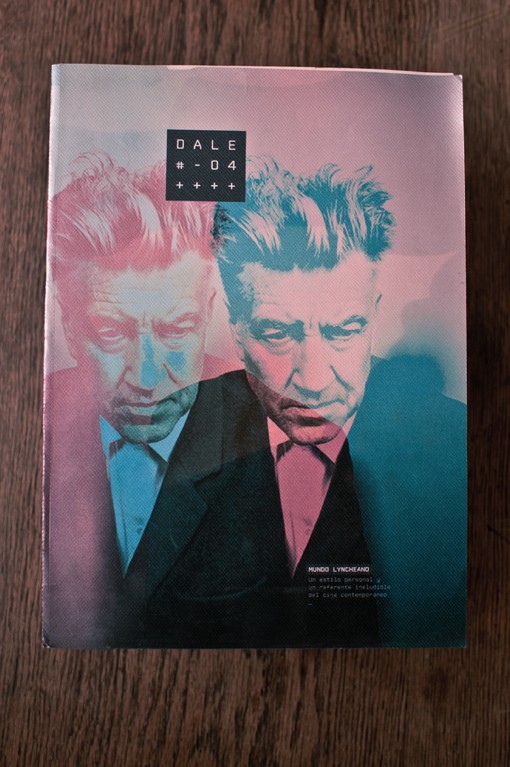 DALE
#-04
++++
MUNDO LYNCHEANO
Un estilo personal y
un referente ineludible
del cine contemporáneo
—